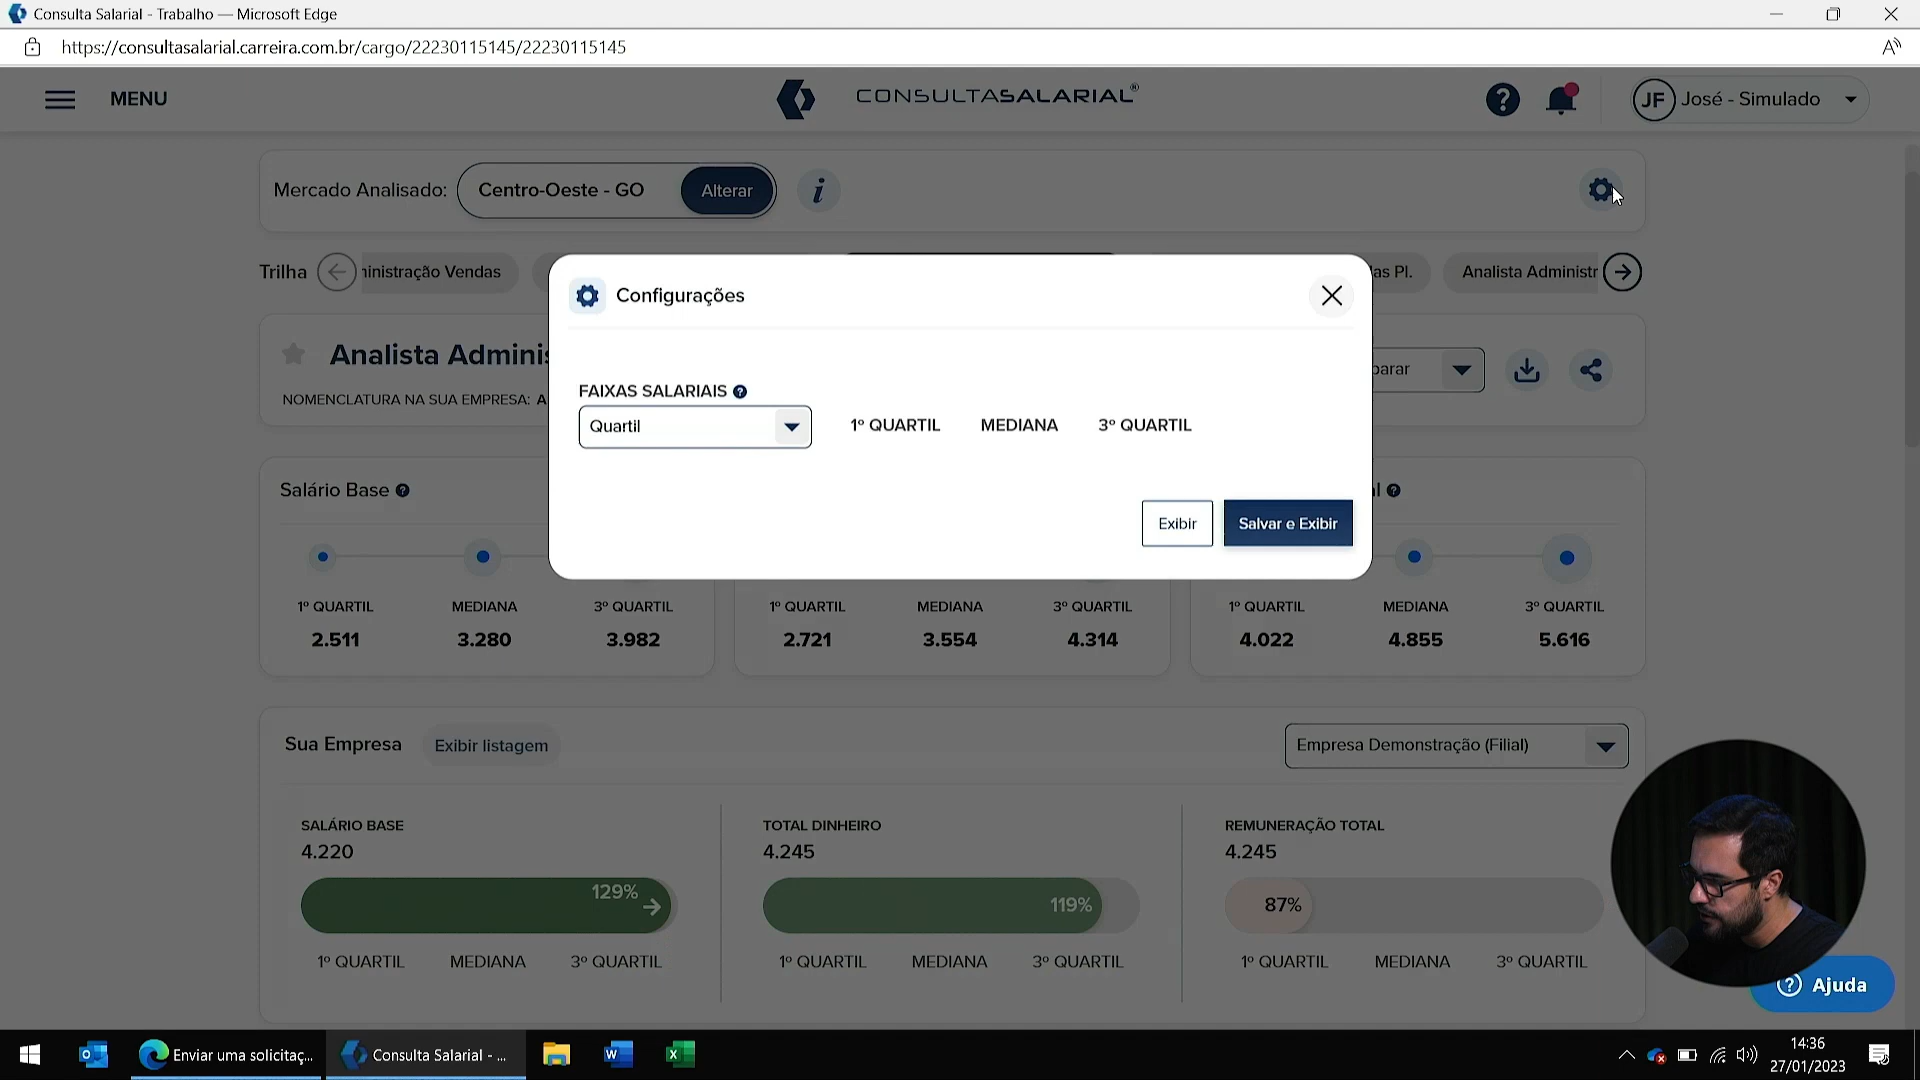 Consulta Salarial - Trabalho — Microsoft Edge
https://consultasalarial.carreira.com.br/cargo/22230115145/22230115145
MENU
CONSULTASALARIAL®
JF José - Simulado
Mercado Analisado: Centro-Oeste - GO Alterar
Trilha
ministração Vendas
as Pl.
Analista Administr
Configurações
Analista Adminis
NOMENCLATURA NA SUA EMPRESA: A
parar
FAIXAS SALARIAIS
Quartil
1º QUARTIL MEDIANA 3º QUARTIL
Exibir
Salvar e Exibir
Salário Base
l
1º QUARTIL MEDIANA 3º QUARTIL
2.511 3.280 3.982
1º QUARTIL MEDIANA 3º QUARTIL
2.721 3.554 4.314
1º QUARTIL MEDIANA 3º QUARTIL
4.022 4.855 5.616
Sua Empresa Exibir listagem
Empresa Demonstração (Filial)
SALÁRIO BASE
4.220
129%
1º QUARTIL MEDIANA 3º QUARTIL
TOTAL DINHEIRO
4.245
119%
1º QUARTIL MEDIANA 3º QUARTIL
REMUNERAÇÃO TOTAL
4.245
87%
1º QUARTIL MEDIANA 3º QUARTIL
Ajuda
Enviar uma solicitaç...
Consulta Salarial - ...
14:36
27/01/2023